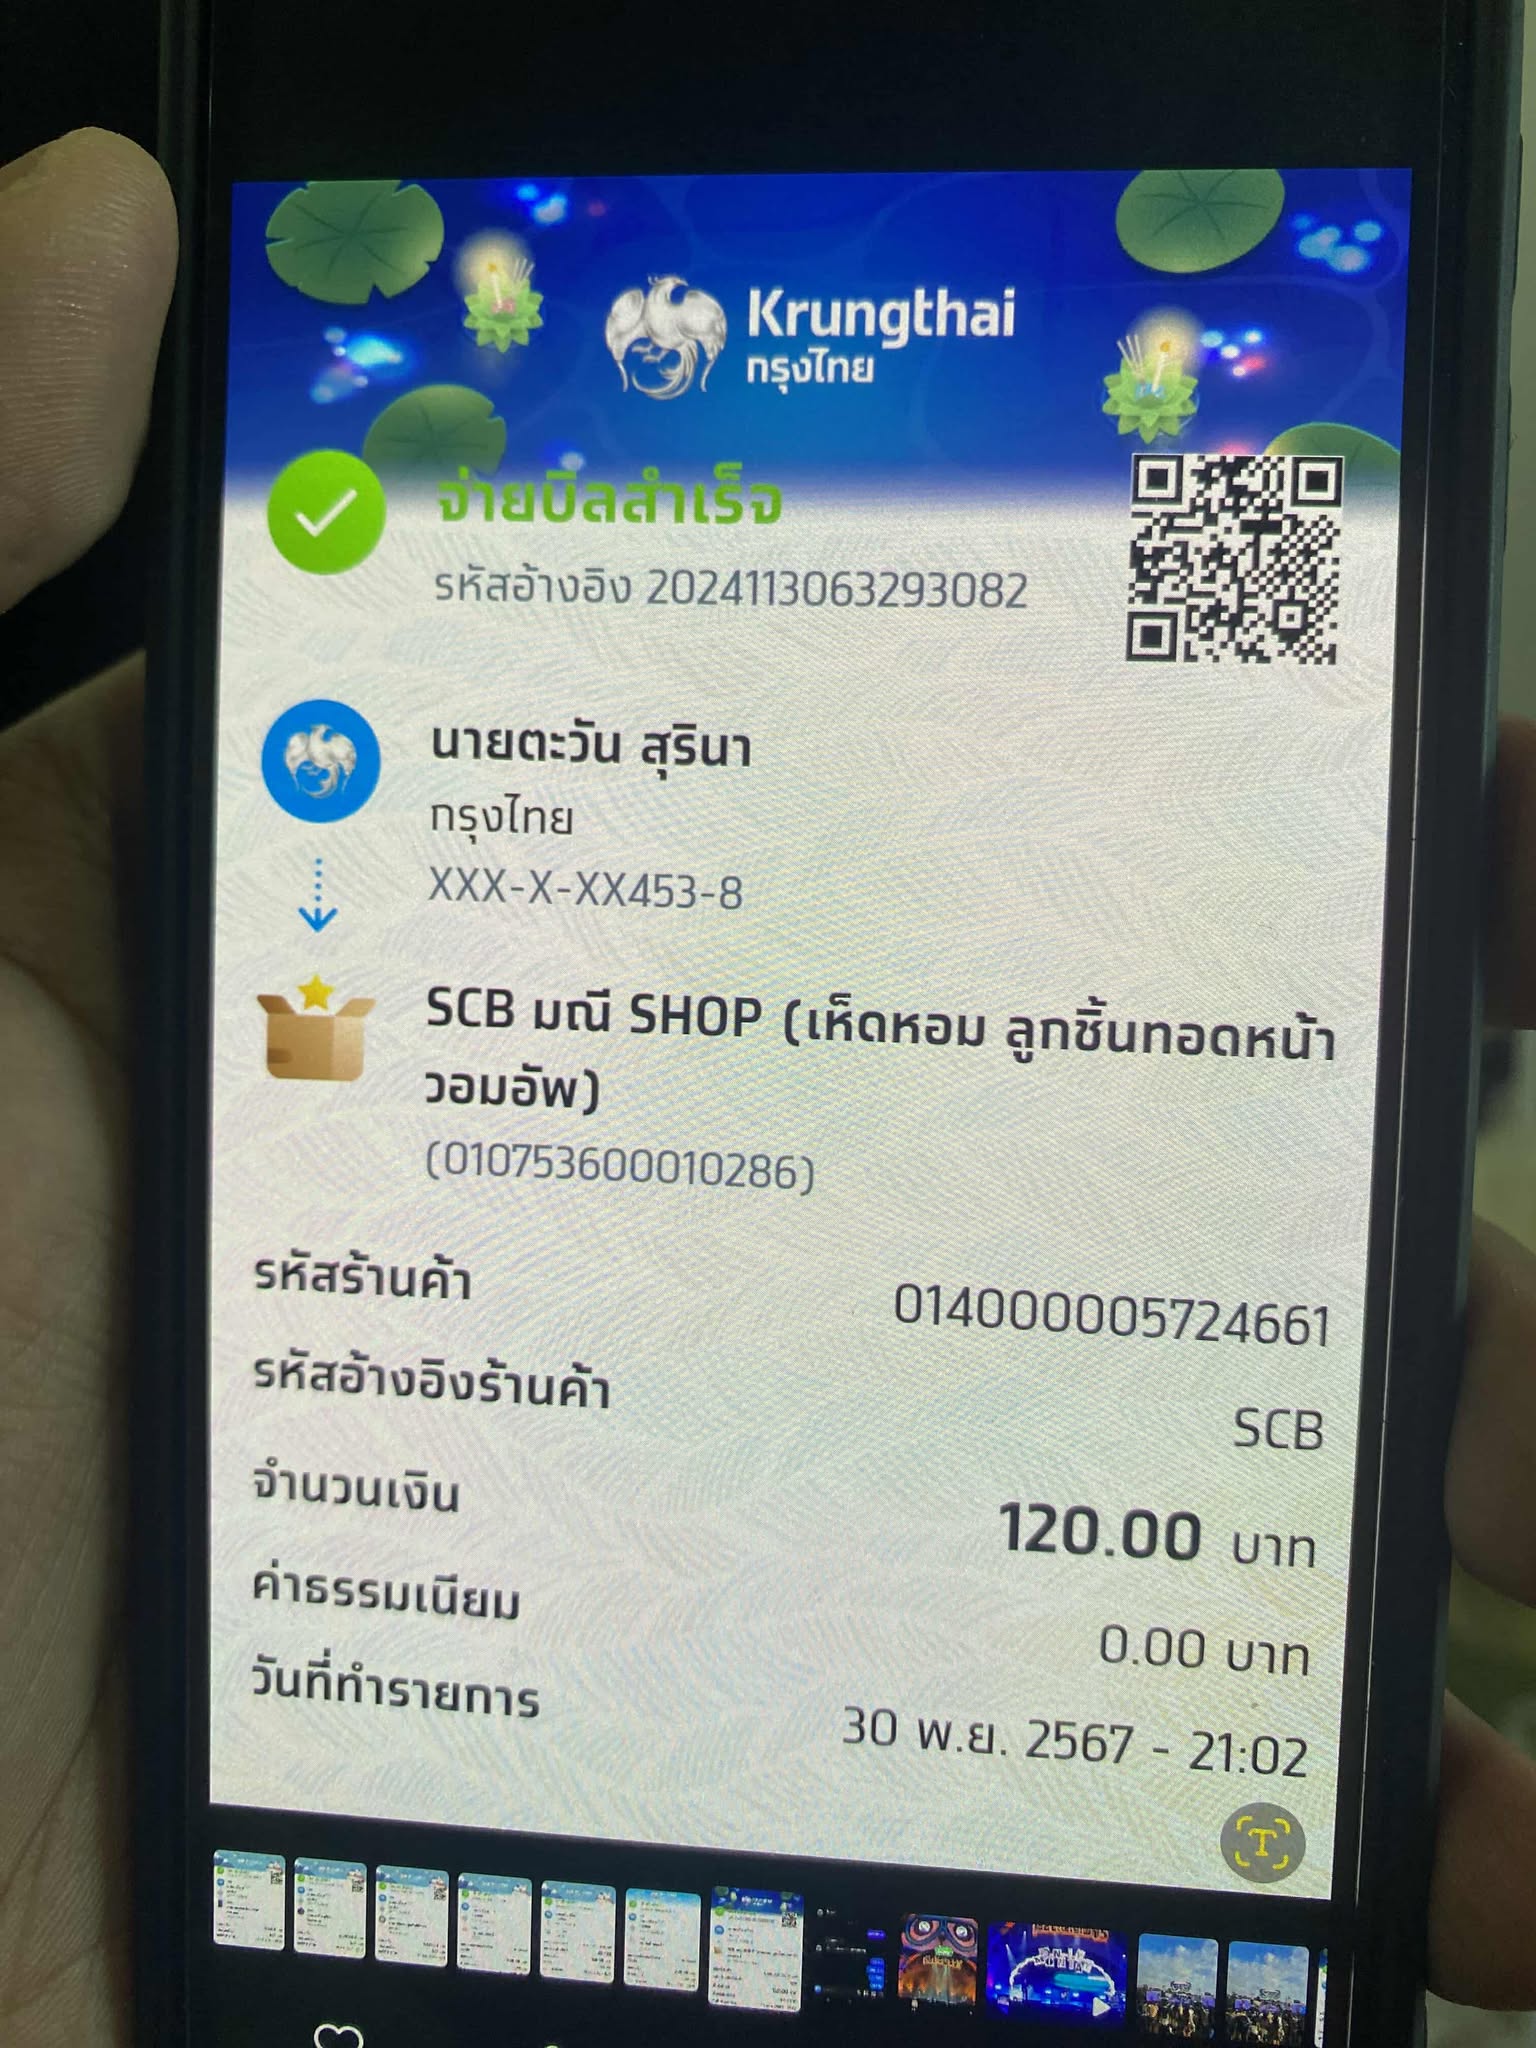 Krungthai
กรุงไทย
จ่ายบิลสำเร็จ
รหัสอ้างอิง 2024113063293082
นายตะวัน สุรินา
กรุงไทย
XXX-X-XX453-8
SCB มณี SHOP (เห็ดหอม ลูกชิ้นทอดหน้า
วอมอัพ)
(010753600010286)
รหัสร้านค้า 014000005724661
รหัสอ้างอิงร้านค้า SCB
จำนวนเงิน 120.00 บาท
ค่าธรรมเนียม 0.00 บาท
วันที่ทำรายการ 30 พ.ย. 2567 - 21:02